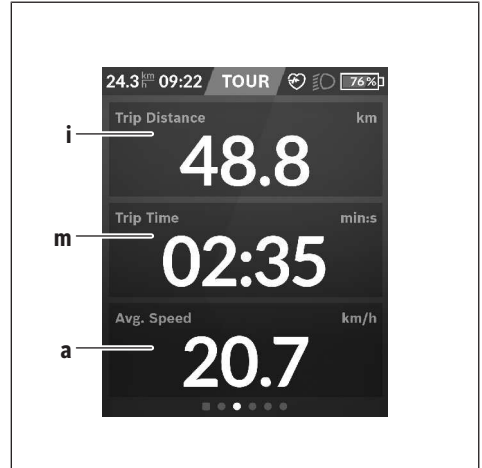 24.3 km/h 09:22 TOUR 76%
Trip Distance km
i
48.8
Trip Time min:s
m
02:35
Avg. Speed km/h
a
20.7